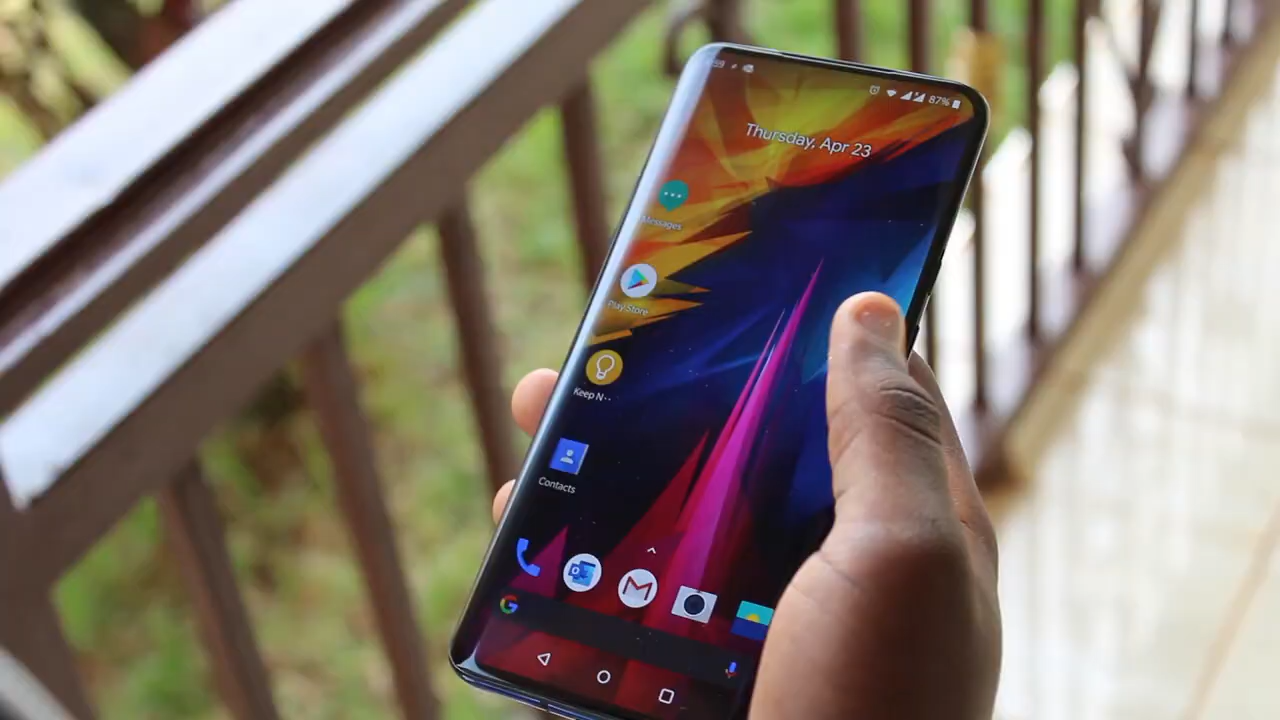 87%
Thursday, Apr 23
Messages
Play Store
Keep N··
Contacts